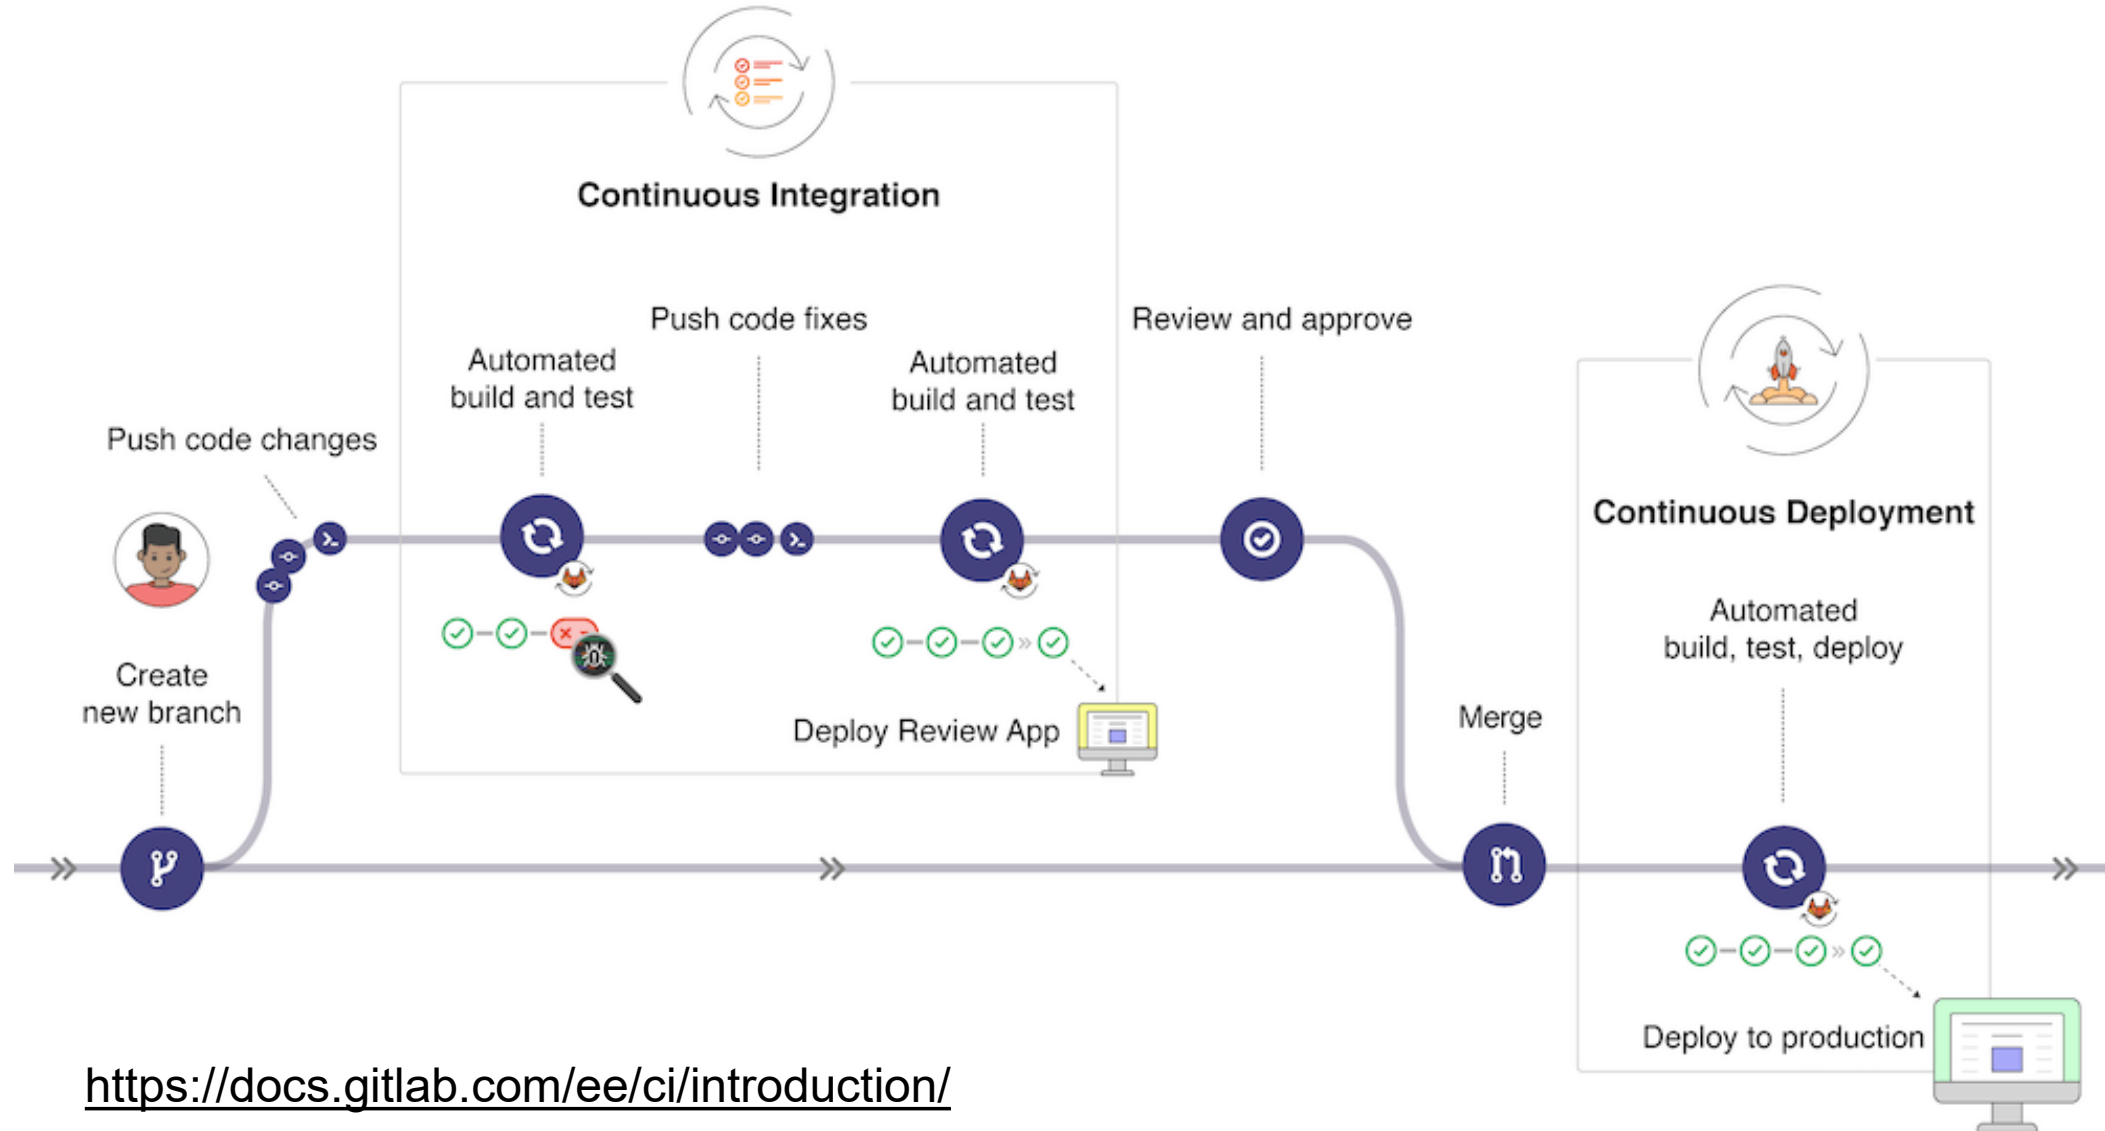 Continuous Integration
Push code fixes
Review and approve
Automated
build and test
Automated
build and test
Push code changes
Continuous Deployment
Automated
build, test, deploy
Create
new branch
Deploy Review App
Merge
Deploy to production
https://docs.gitlab.com/ee/ci/introduction/